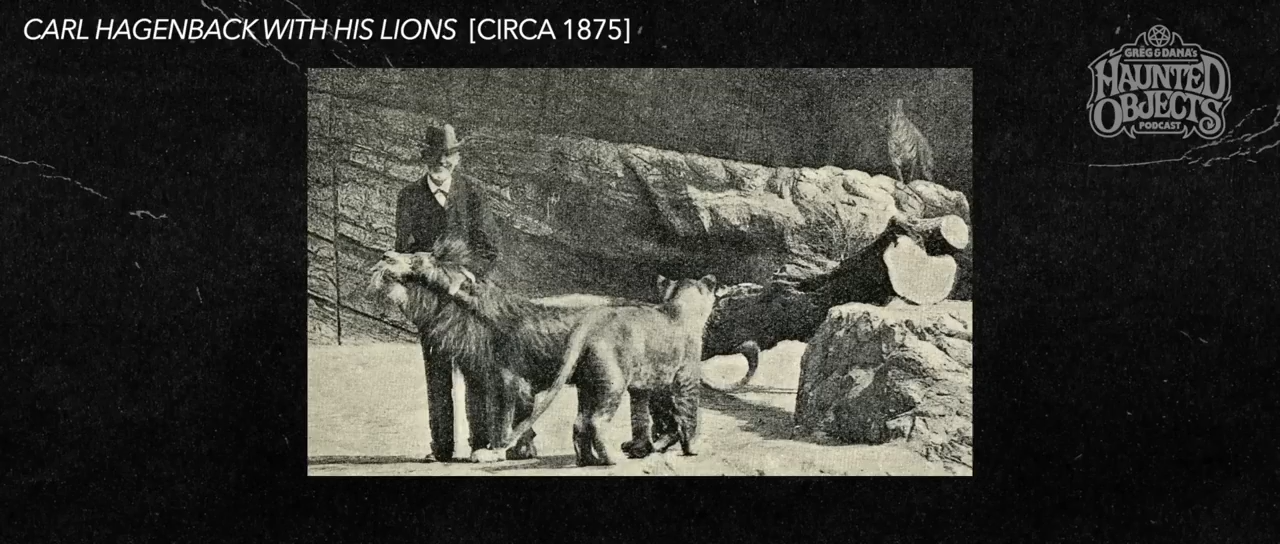 CARL HAGENBACK WITH HIS LIONS [CIRCA 1875]
GREG & DANA's
HAUNTED
OBJECTS
PODCAST